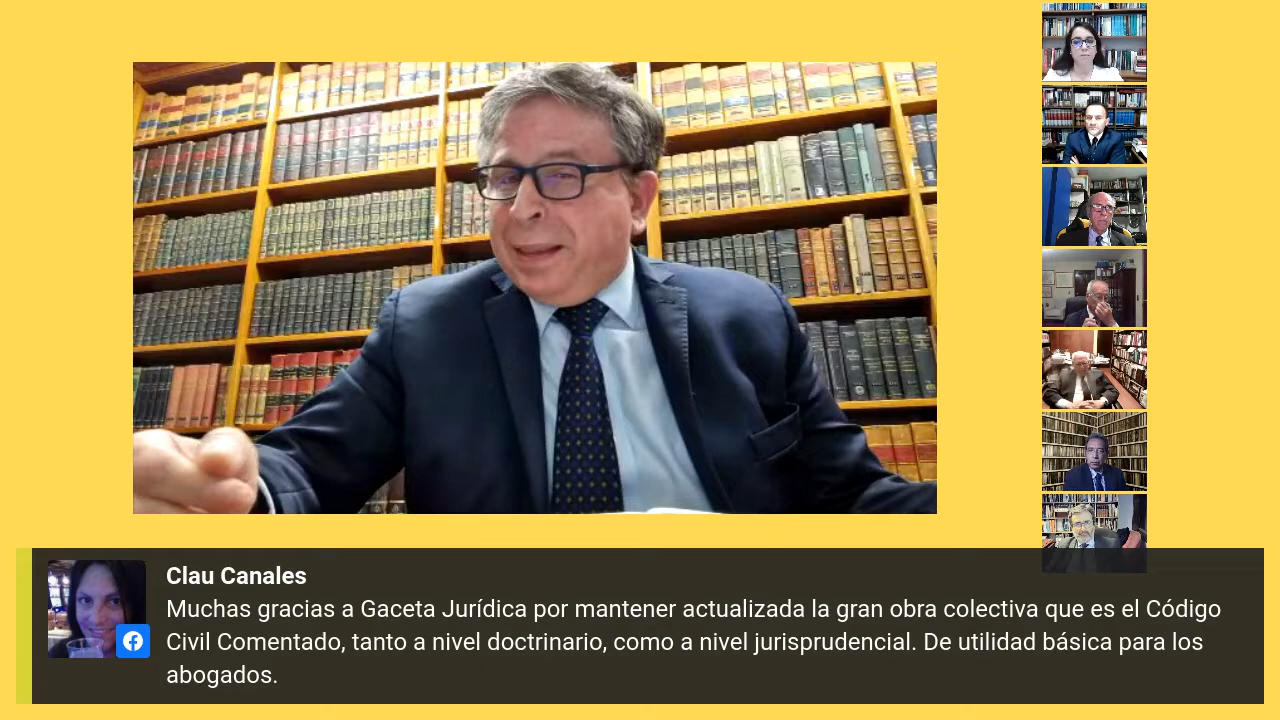 Clau Canales
Muchas gracias a Gaceta Jurídica por mantener actualizada la gran obra colectiva que es el Código
Civil Comentado, tanto a nivel doctrinario, como a nivel jurisprudencial. De utilidad básica para los
abogados.